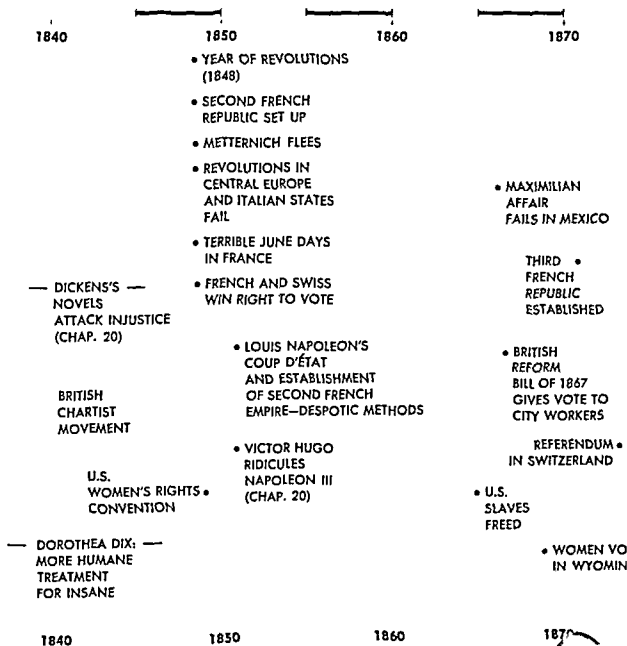 1840 1850 1860 1870
• YEAR OF REVOLUTIONS
(1848)
• SECOND FRENCH
REPUBLIC SET UP
• METTERNICH FLEES
• REVOLUTIONS IN
CENTRAL EUROPE
AND ITALIAN STATES
FAIL
• TERRIBLE JUNE DAYS
IN FRANCE
• FRENCH AND SWISS
WIN RIGHT TO VOTE
• MAXIMILIAN
AFFAIR
FAILS IN MEXICO
THIRD •
FRENCH
REPUBLIC
ESTABLISHED
— DICKENS'S —
NOVELS
ATTACK INJUSTICE
(CHAP. 20)
• LOUIS NAPOLEON'S
COUP D'ÉTAT
AND ESTABLISHMENT
OF SECOND FRENCH
EMPIRE—DESPOTIC METHODS
• BRITISH
REFORM
BILL OF 1867
GIVES VOTE TO
CITY WORKERS
BRITISH
CHARTIST
MOVEMENT
• VICTOR HUGO
RIDICULES
NAPOLEON III
(CHAP. 20)
REFERENDUM •
IN SWITZERLAND
U.S.
WOMEN'S RIGHTS •
CONVENTION
• U.S.
SLAVES
FREED
— DOROTHEA DIX: —
MORE HUMANE
TREATMENT
FOR INSANE
• WOMEN VO
IN WYOMIN
1840 1850 1860 1870